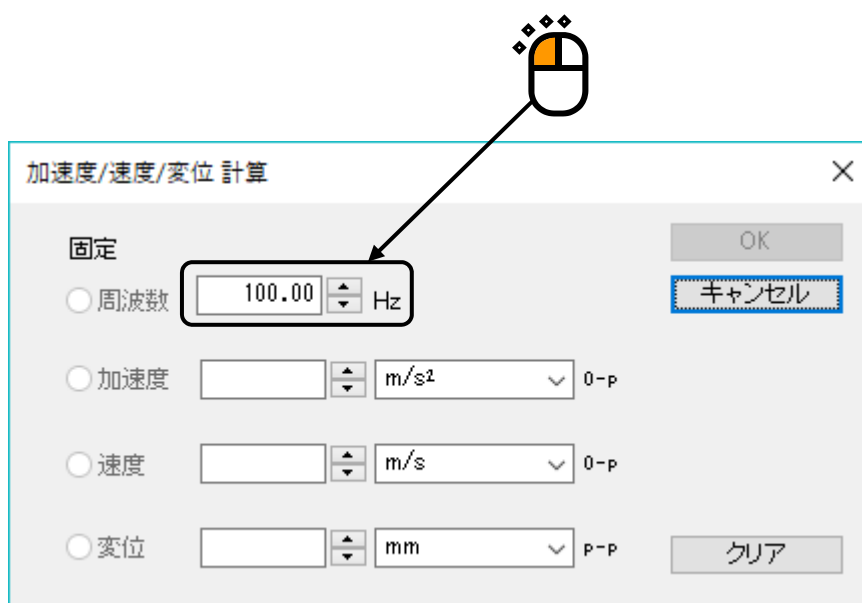 加速度/速度/変位 計算
固定
OK
周波数 100.00 Hz
キャンセル
加速度 m/s² 0-p
速度 m/s 0-p
変位 mm p-p
クリア